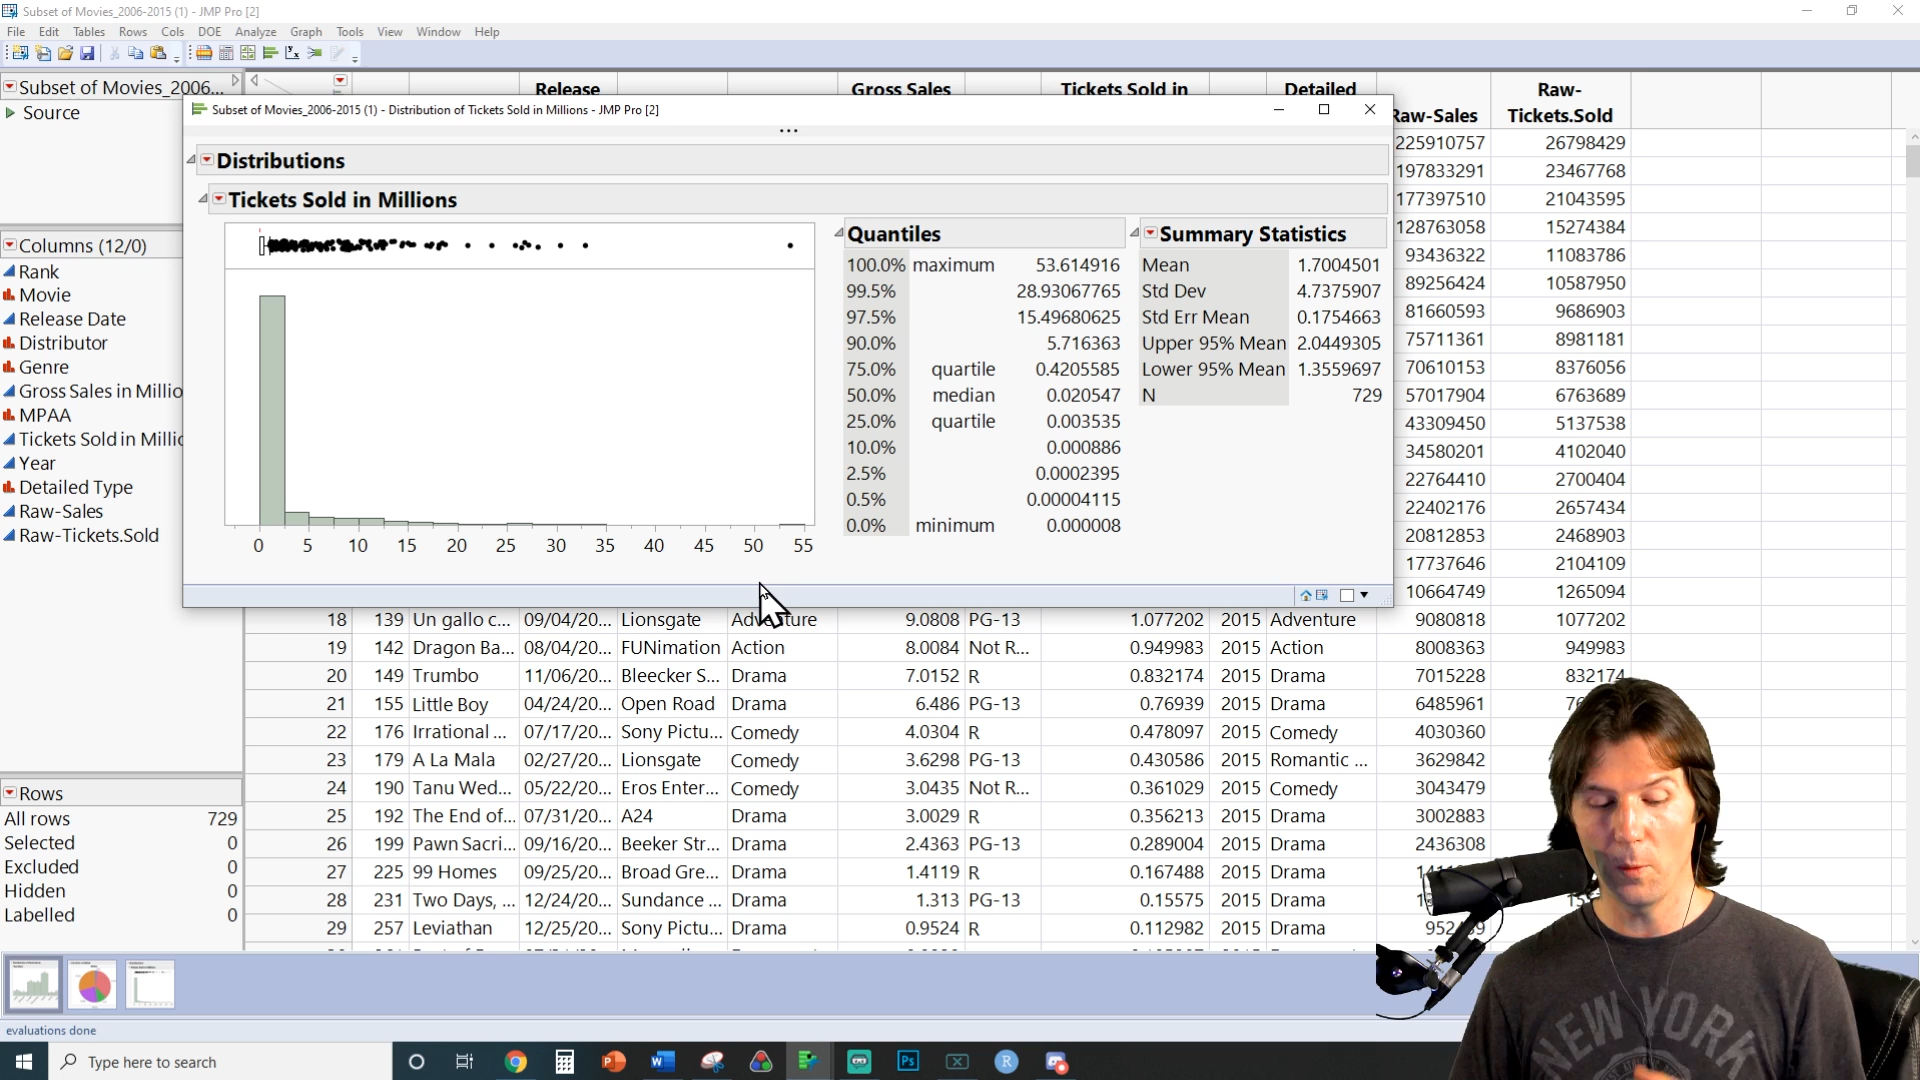 Subset of Movies_2006-2015 (1) - JMP Pro [2]
File Edit Tables Rows Cols DOE Analyze Graph Tools View Window Help
Subset of Movies_2006...
Source
Release
Gross Sales
Tickets Sold in
Detailed
Raw-Sales
Raw-
Tickets.Sold
Subset of Movies_2006-2015 (1) - Distribution of Tickets Sold in Millions - JMP Pro [2]
Distributions
Tickets Sold in Millions
0 5 10 15 20 25 30 35 40 45 50 55
Quantiles
100.0% maximum 53.614916
99.5% 28.93067765
97.5% 15.49680625
90.0% 5.716363
75.0% quartile 0.4205585
50.0% median 0.020547
25.0% quartile 0.003535
10.0% 0.000886
2.5% 0.0002395
0.5% 0.00004115
0.0% minimum 0.000008
Summary Statistics
Mean 1.7004501
Std Dev 4.7375907
Std Err Mean 0.1754663
Upper 95% Mean 2.0449305
Lower 95% Mean 1.3559697
N 729
225910757 26798429
197833291 23467768
177397510 21043595
128763058 15274384
93436322 11083786
89256424 10587950
81660593 9686903
75711361 8981181
70610153 8376056
57017904 6763689
43309450 5137538
34580201 4102040
22764410 2700404
22402176 2657434
20812853 2468903
17737646 2104109
10664749 1265094
Columns (12/0)
Rank
Movie
Release Date
Distributor
Genre
Gross Sales in Millio
MPAA
Tickets Sold in Millic
Year
Detailed Type
Raw-Sales
Raw-Tickets.Sold
18 139 Un gallo c... 09/04/20... Lionsgate Adventure 9.0808 PG-13 1.077202 2015 Adventure 9080818 1077202
19 142 Dragon Ba... 08/04/20... FUNimation Action 8.0084 Not R... 0.949983 2015 Action 8008363 949983
20 149 Trumbo 11/06/20... Bleecker S... Drama 7.0152 R 0.832174 2015 Drama 7015228 832174
21 155 Little Boy 04/24/20... Open Road Drama 6.486 PG-13 0.76939 2015 Drama 6485961
22 176 Irrational ... 07/17/20... Sony Pictu... Comedy 4.0304 R 0.478097 2015 Comedy 4030360
23 179 A La Mala 02/27/20... Lionsgate Comedy 3.6298 PG-13 0.430586 2015 Romantic ... 3629842
24 190 Tanu Wed... 05/22/20... Eros Enter... Comedy 3.0435 Not R... 0.361029 2015 Comedy 3043479
25 192 The End of... 07/31/20... A24 Drama 3.0029 R 0.356213 2015 Drama 3002883
26 199 Pawn Sacri... 09/16/20... Beeker Str... Drama 2.4363 PG-13 0.289004 2015 Drama 2436308
27 225 99 Homes 09/25/20... Broad Gre... Drama 1.4119 R 0.167488 2015 Drama
28 231 Two Days, ... 12/24/20... Sundance ... Drama 1.313 PG-13 0.15575 2015 Drama
29 257 Leviathan 12/25/20... Sony Pictu... Drama 0.9524 R 0.112982 2015 Drama
Rows
All rows 729
Selected 0
Excluded 0
Hidden 0
Labelled 0
evaluations done
Type here to search
NEW YORK